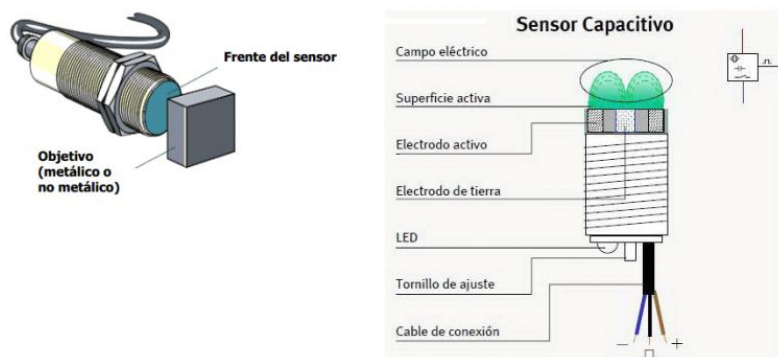 Frente del sensor
Objetivo
(metálico o
no metálico)
Sensor Capacitivo
Campo eléctrico
Superficie activa
Electrodo activo
Electrodo de tierra
LED
Tornillo de ajuste
Cable de conexión
− +